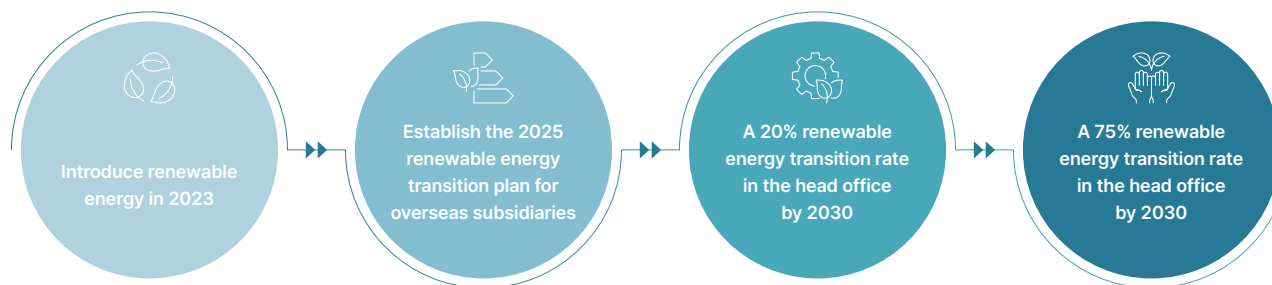 Introduce renewable
energy in 2023
Establish the 2025
renewable energy
transition plan for
overseas subsidiaries
A 20% renewable
energy transition rate
in the head office
by 2030
A 75% renewable
energy transition rate
in the head office
by 2030